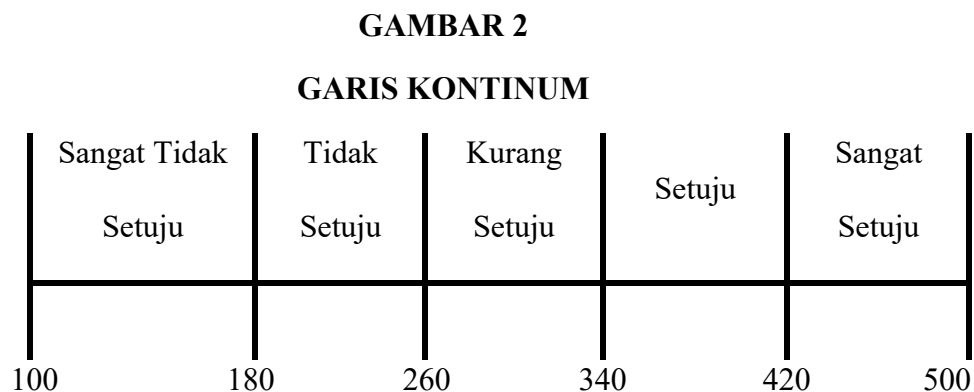 GAMBAR 2
GARIS KONTINUM
Sangat Tidak Setuju
Tidak Setuju
Kurang Setuju
Setuju
Sangat Setuju
100 180 260 340 420 500